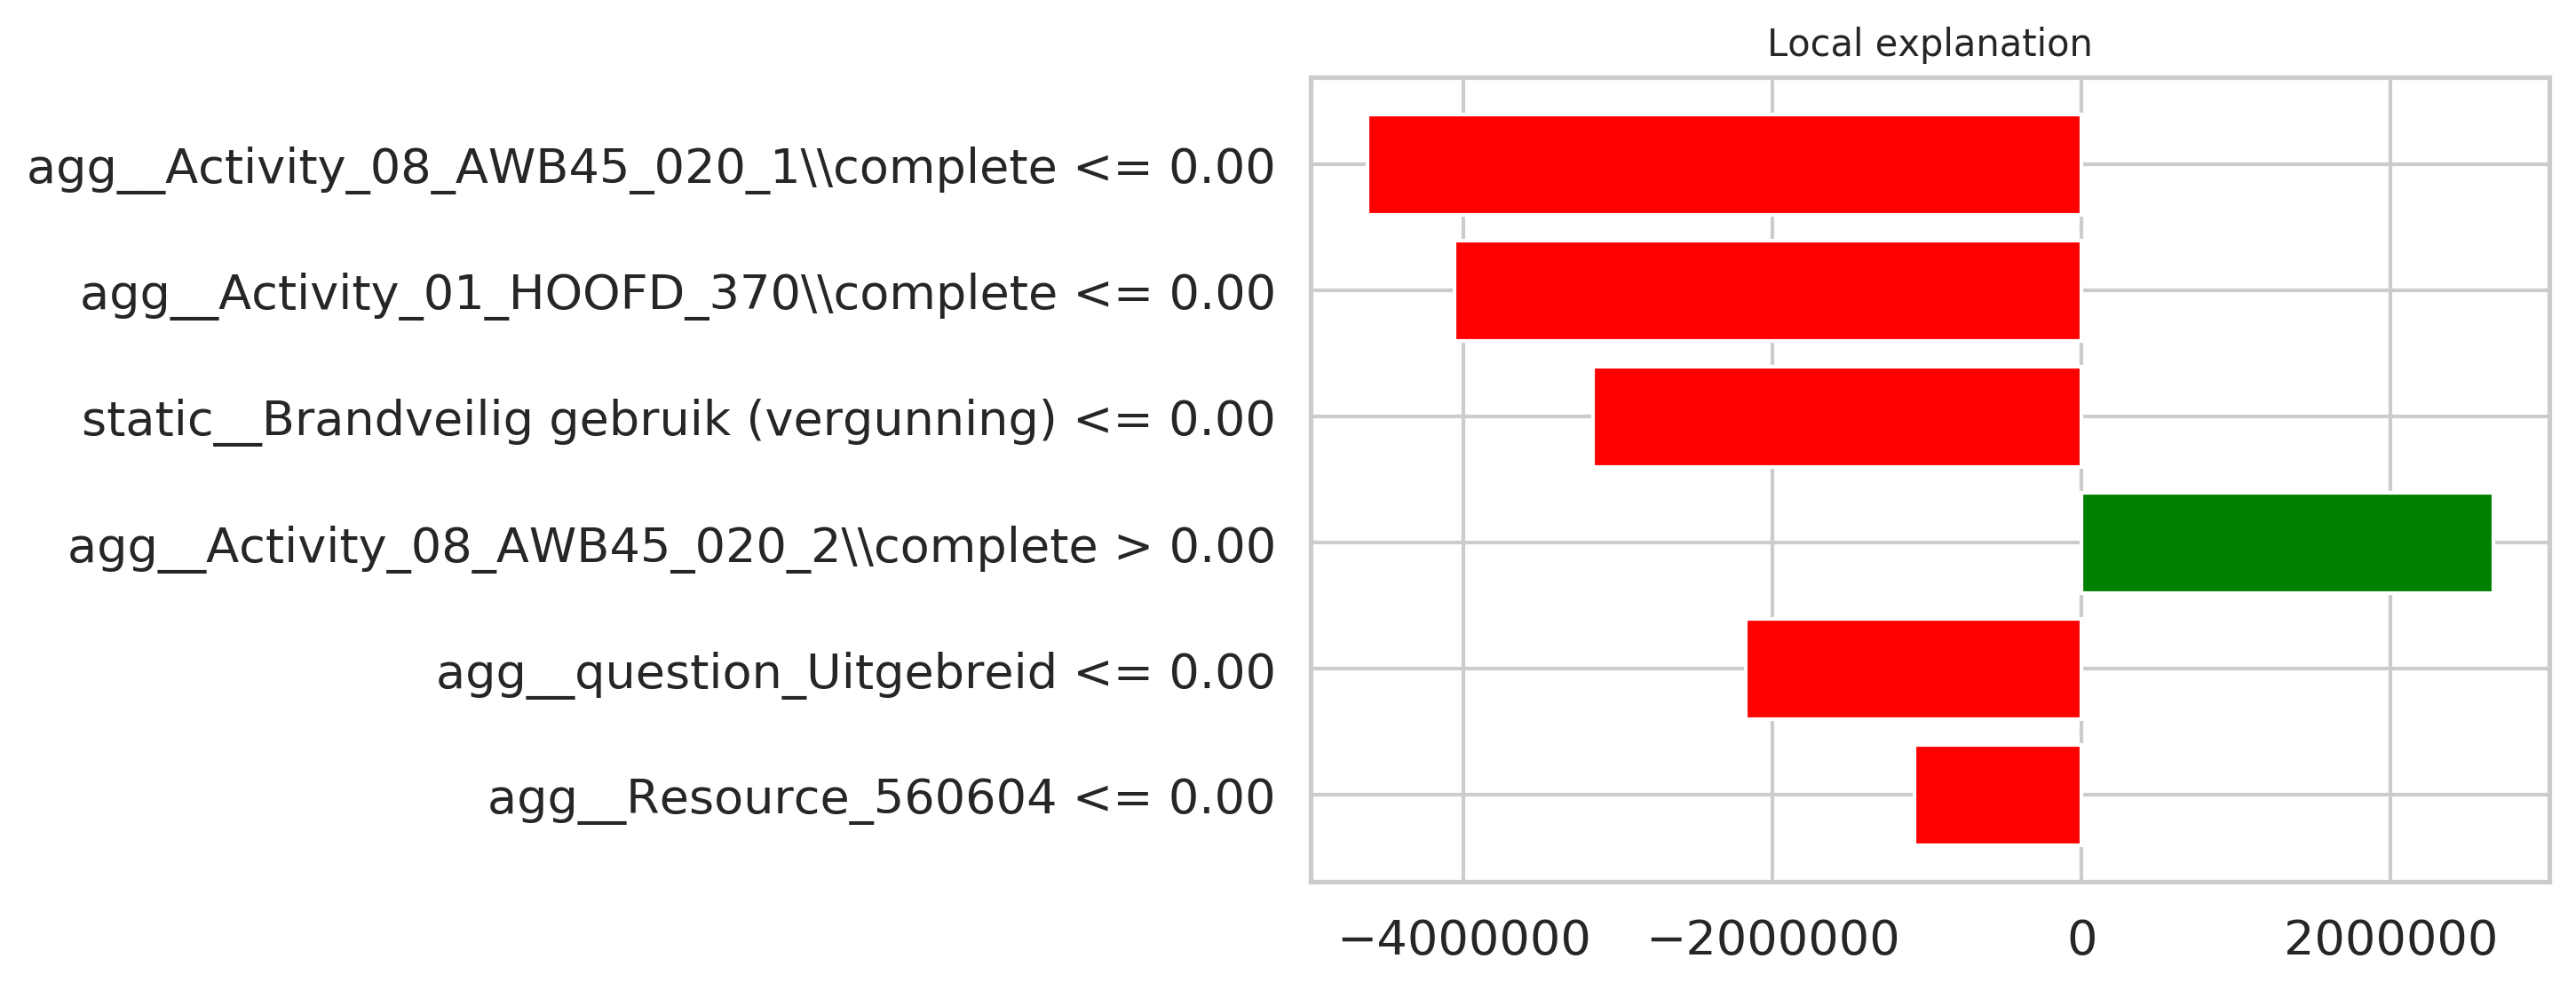 Local explanation
agg__Activity_08_AWB45_020_1\\complete <= 0.00
agg__Activity_01_HOOFD_370\\complete <= 0.00
static__Brandveilig gebruik (vergunning) <= 0.00
agg__Activity_08_AWB45_020_2\\complete > 0.00
agg__question_Uitgebreid <= 0.00
agg__Resource_560604 <= 0.00
−4000000 −2000000 0 2000000